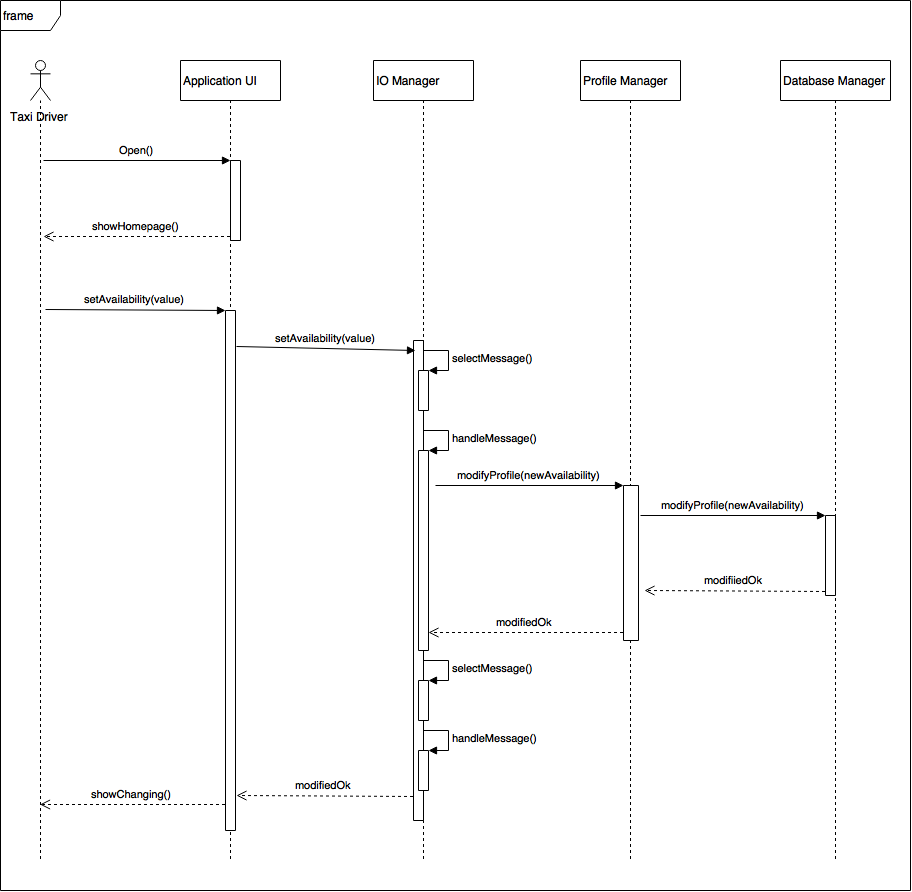 frame
Application UI
IO Manager
Profile Manager
Database Manager
Taxi Driver
Open()
showHomepage()
setAvailability(value)
setAvailability(value)
selectMessage()
handleMessage()
modifyProfile(newAvailability)
modifyProfile(newAvailability)
modifiiedOk
modifiedOk
selectMessage()
handleMessage()
modifiedOk
showChanging()